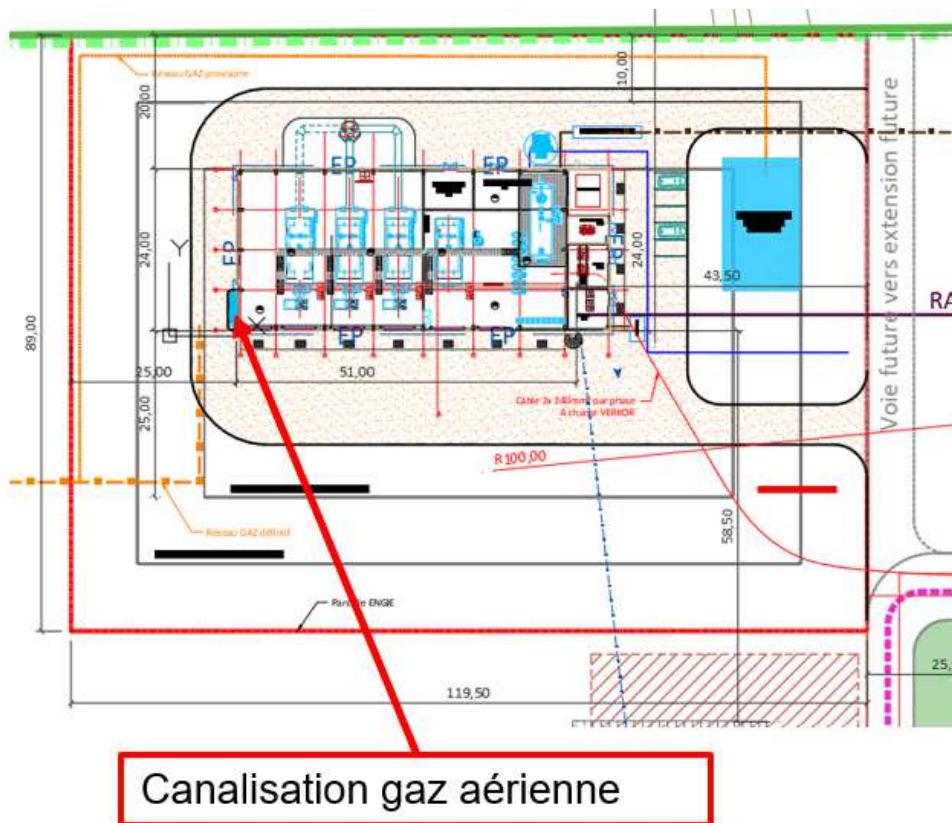 Réseau GAZ provisoire
20,00
10,00
EP
EP
EP
EP
EP
EP
Y
X
24,00
24,00
43,50
89,00
25,00
51,00
25,00
Câble 2x 240mm² par phase
A charge VERKOR
R100,00
Réseau GAZ définitif
58,50
Parcelle ENGIE
119,50
25,
RA
Voie future vers extension future
Canalisation gaz aérienne